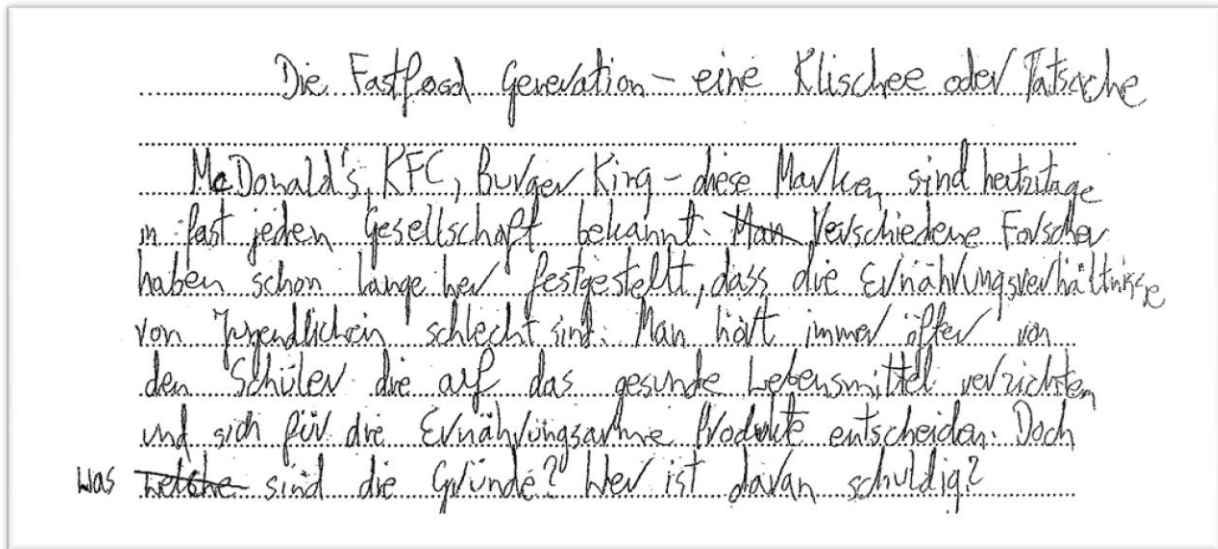 Die Fastfood Generation – eine Klischee oder Tatsache
McDonald's, KFC, Burger King – diese Marken sind heutzutage
in fast jeden Gesellschaft bekannt. Man Verschiedene Forscher
haben schon lange her festgestellt, dass die Ernährungsverhältnisse
von Jugendlichen schlecht sind. Man hört immer öfter von
den Schüler die auf das gesunde Lebensmittel verzichten
und sich für die Ernährungsarme Produkte entscheiden. Doch
was welche sind die Gründe? Wer ist daran schuldig?